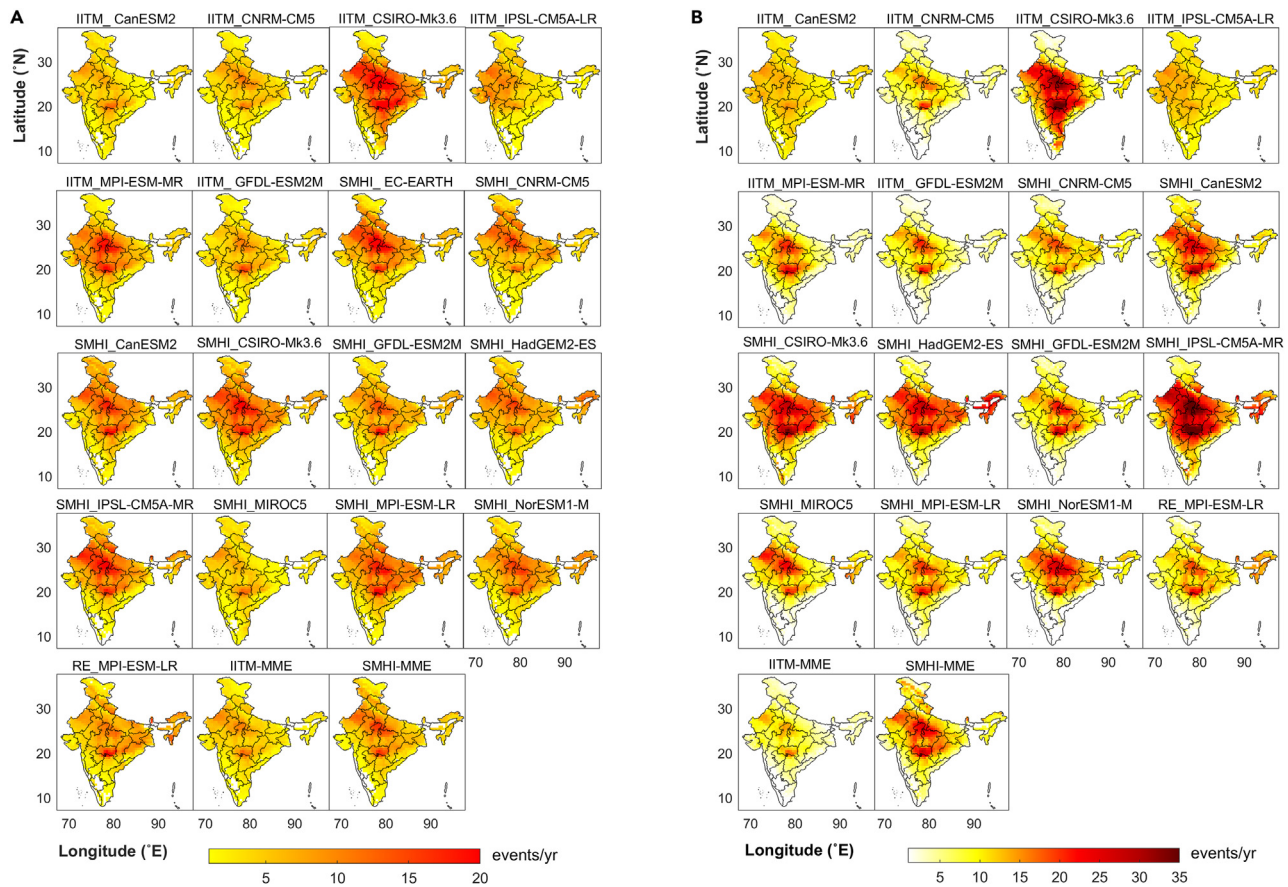 A
IITM_ CanESM2
IITM_ CNRM-CM5
IITM_CSIRO-Mk3.6
IITM_IPSL-CM5A-LR
Latitude (˚N)
30
20
10
IITM_MPI-ESM-MR
IITM_ GFDL-ESM2M
SMHI_ EC-EARTH
SMHI_CNRM-CM5
30
20
10
SMHI_CanESM2
SMHI_CSIRO-Mk3.6
SMHI_GFDL-ESM2M
SMHI_HadGEM2-ES
30
20
10
SMHI_IPSL-CM5A-MR
SMHI_MIROC5
SMHI_MPI-ESM-LR
SMHI_NorESM1-M
30
20
10
70 80 90
RE_MPI-ESM-LR
IITM-MME
SMHI-MME
30
20
10
70 80 90
70 80 90
70 80 90
Longitude (˚E)
5 10 15 20
events/yr
B
IITM_ CanESM2
IITM_CNRM-CM5
IITM_CSIRO-Mk3.6
IITM_IPSL-CM5A-LR
Latitude (˚N)
30
20
10
IITM_MPI-ESM-MR
IITM_GFDL-ESM2M
SMHI_CNRM-CM5
SMHI_CanESM2
30
20
10
SMHI_CSIRO-Mk3.6
SMHI_HadGEM2-ES
SMHI_GFDL-ESM2M
SMHI_IPSL-CM5A-MR
30
20
10
SMHI_MIROC5
SMHI_MPI-ESM-LR
SMHI_NorESM1-M
RE_MPI-ESM-LR
30
20
10
70 80 90
70 80 90
IITM-MME
SMHI-MME
30
20
10
70 80 90
70 80 90
Longitude (˚E)
5 10 15 20 25 30 35
events/yr